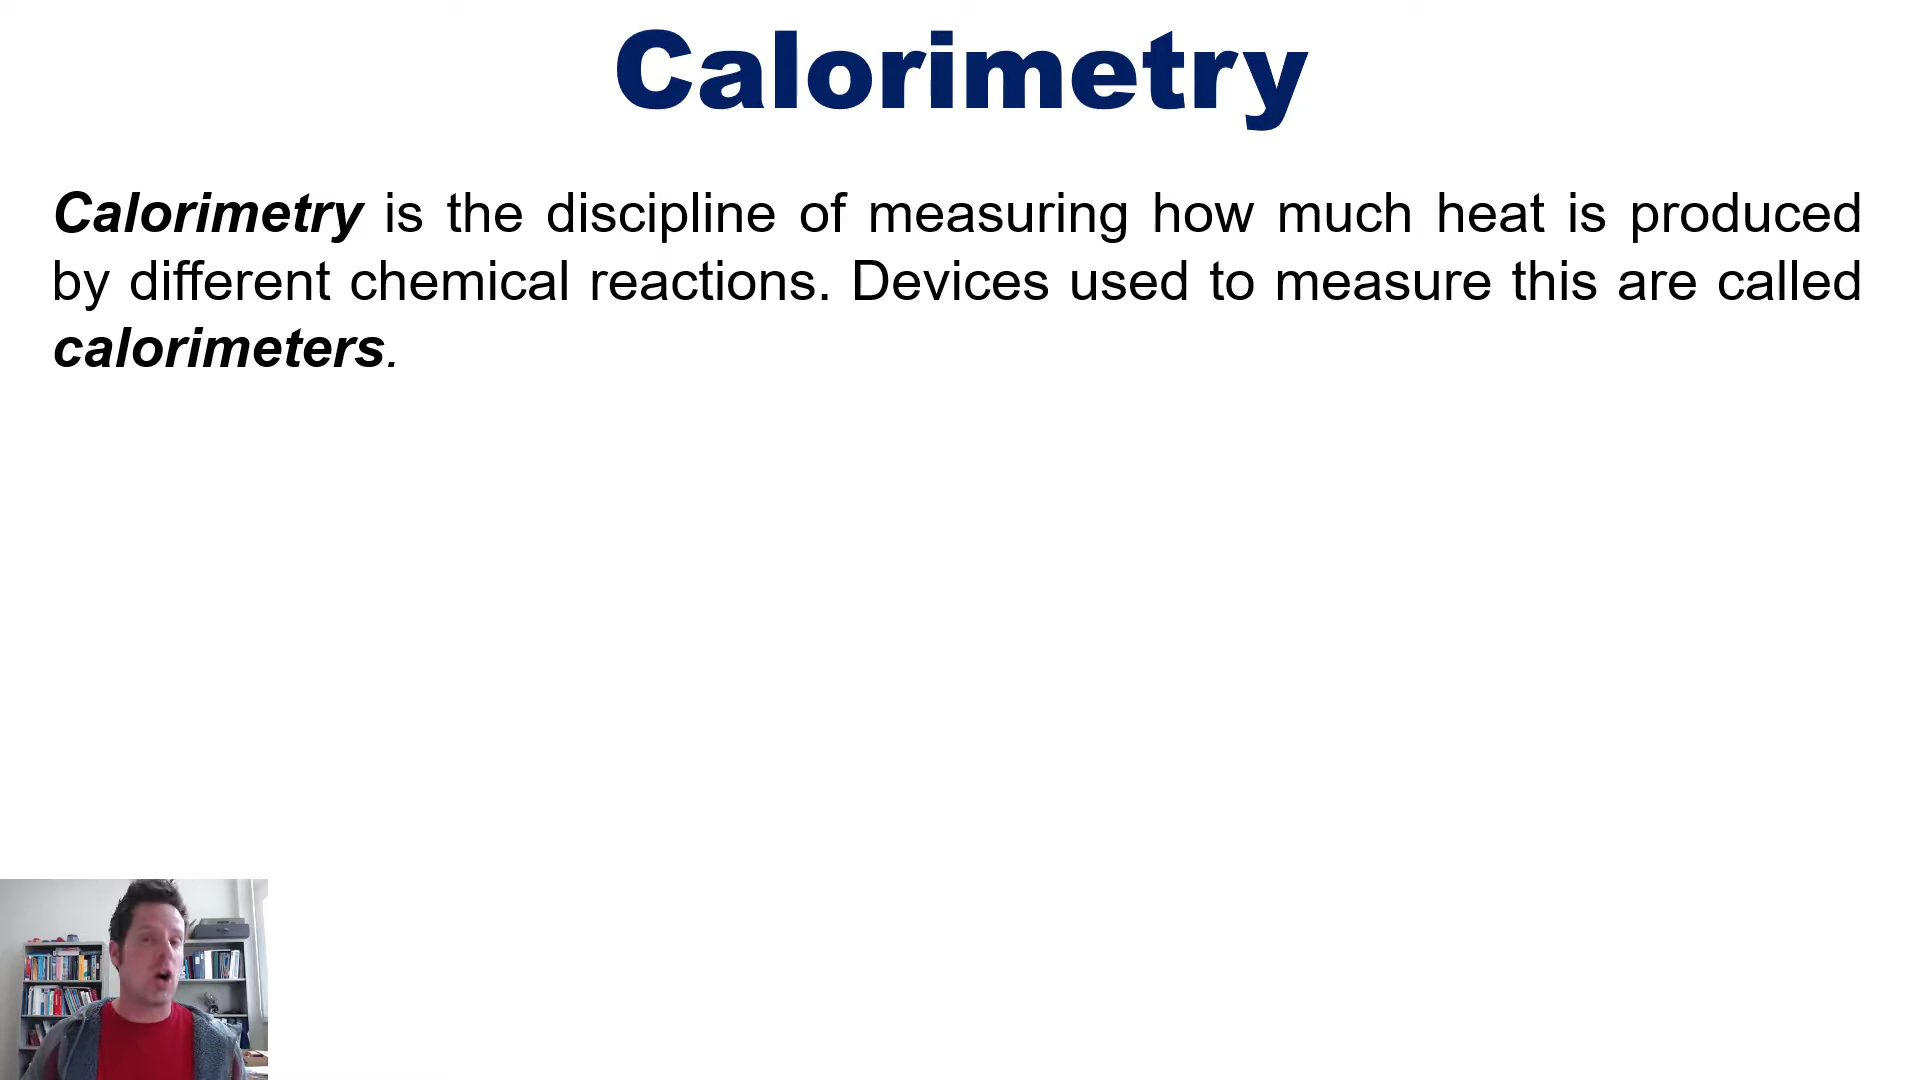 Calorimetry
Calorimetry is the discipline of measuring how much heat is produced
by different chemical reactions. Devices used to measure this are called
calorimeters.